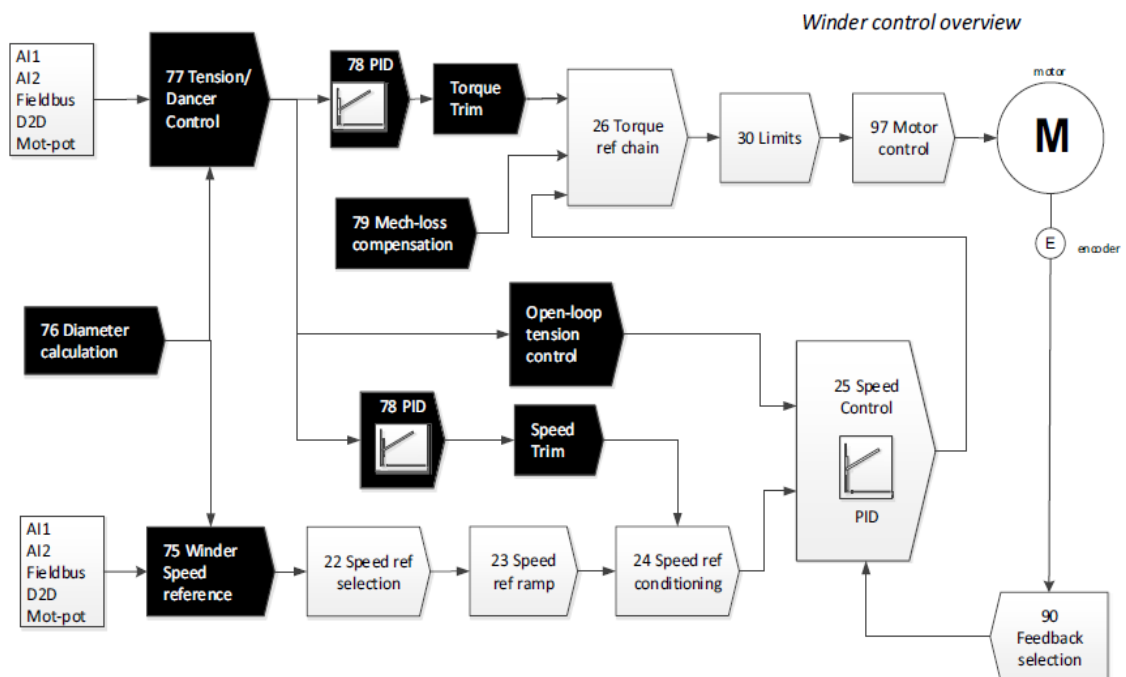 Winder control overview
AI1
AI2
Fieldbus
D2D
Mot-pot
77 Tension/
Dancer
Control
78 PID
Torque
Trim
26 Torque
ref chain
30 Limits
97 Motor
control
motor
M
E
encoder
79 Mech-loss
compensation
76 Diameter
calculation
Open-loop
tension
control
78 PID
Speed
Trim
25 Speed
Control
PID
AI1
AI2
Fieldbus
D2D
Mot-pot
75 Winder
Speed
reference
22 Speed ref
selection
23 Speed
ref ramp
24 Speed ref
conditioning
90
Feedback
selection